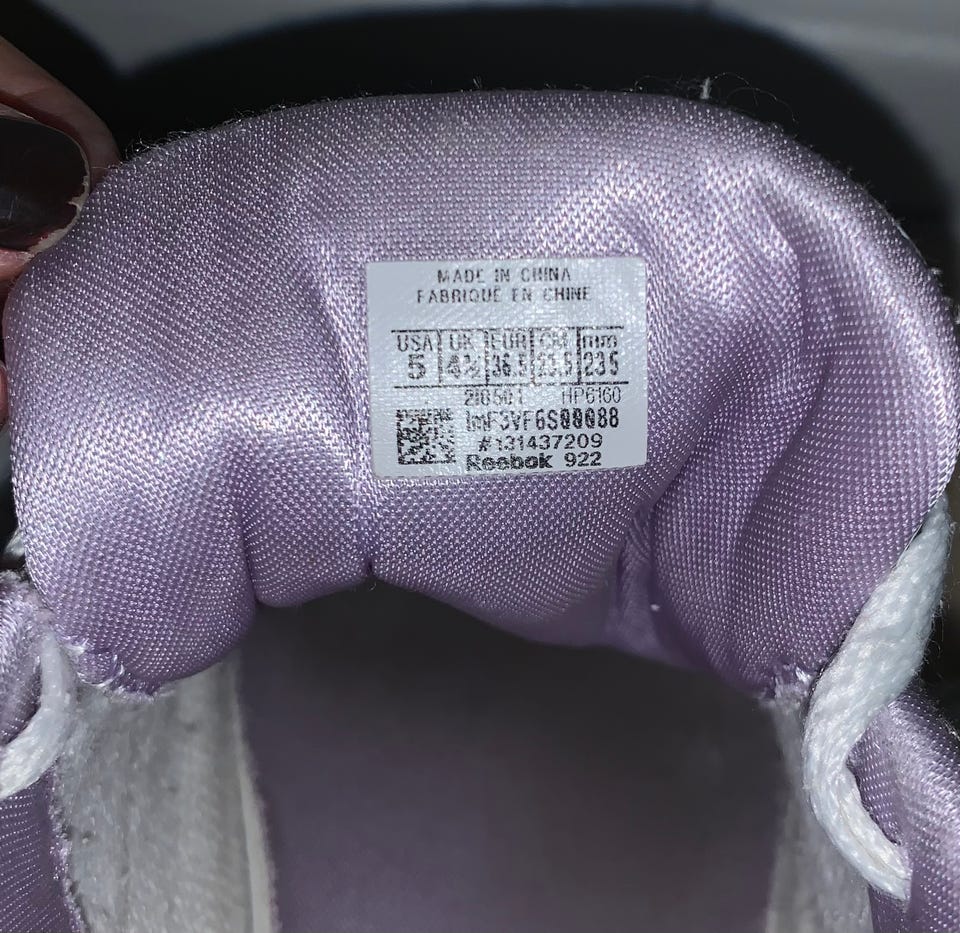 MADE IN CHINA
FABRIQUE EN CHINE
USA UK EUR CM mm
5 4½ 36.5 23.5 235
HP6160
#131437209
Reebok 922